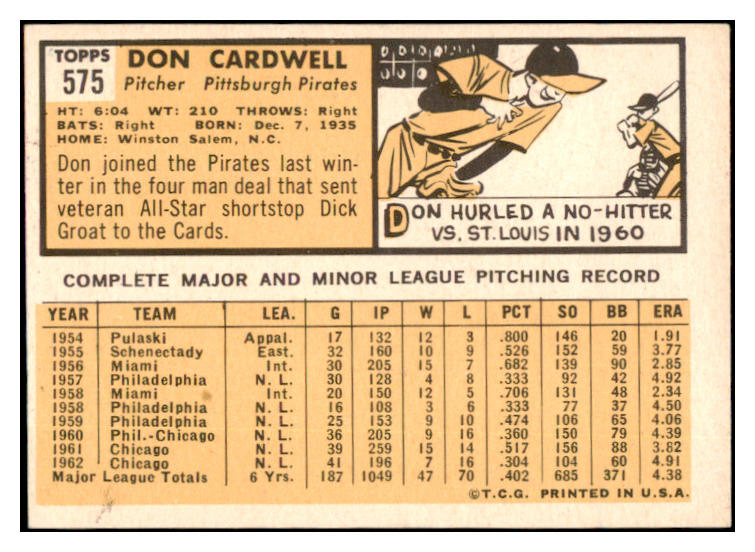 TOPPS
575
DON CARDWELL
Pitcher Pittsburgh Pirates
HT: 6:04 WT: 210 THROWS: Right
BATS: Right BORN: Dec. 7, 1935
HOME: Winston Salem, N.C.
Don joined the Pirates last win-
ter in the four man deal that sent
veteran All-Star shortstop Dick
Groat to the Cards.
DON HURLED A NO-HITTER
VS. ST. LOUIS IN 1960
COMPLETE MAJOR AND MINOR LEAGUE PITCHING RECORD
YEAR TEAM LEA. G IP W L PCT SO BB ERA
1954 Pulaski Appal. 17 132 12 3 .800 146 20 1.91
1955 Schenectady East. 32 160 10 9 .526 152 59 3.77
1956 Miami Int. 30 205 15 7 .682 139 90 2.85
1957 Philadelphia N. L. 30 128 4 8 .333 92 42 4.92
1958 Miami Int. 20 150 12 5 .706 131 48 2.34
1958 Philadelphia N. L. 16 108 3 6 .333 77 37 4.50
1959 Philadelphia N. L. 25 153 9 10 .474 106 65 4.06
1960 Phil.-Chicago N. L. 36 205 9 16 .360 150 79 4.39
1961 Chicago N. L. 39 259 15 14 .517 156 88 3.82
1962 Chicago N. L. 41 196 7 16 .304 104 60 4.91
Major League Totals 6 Yrs. 187 1049 47 70 .402 685 371 4.38
©T.C.G. PRINTED IN U.S.A.